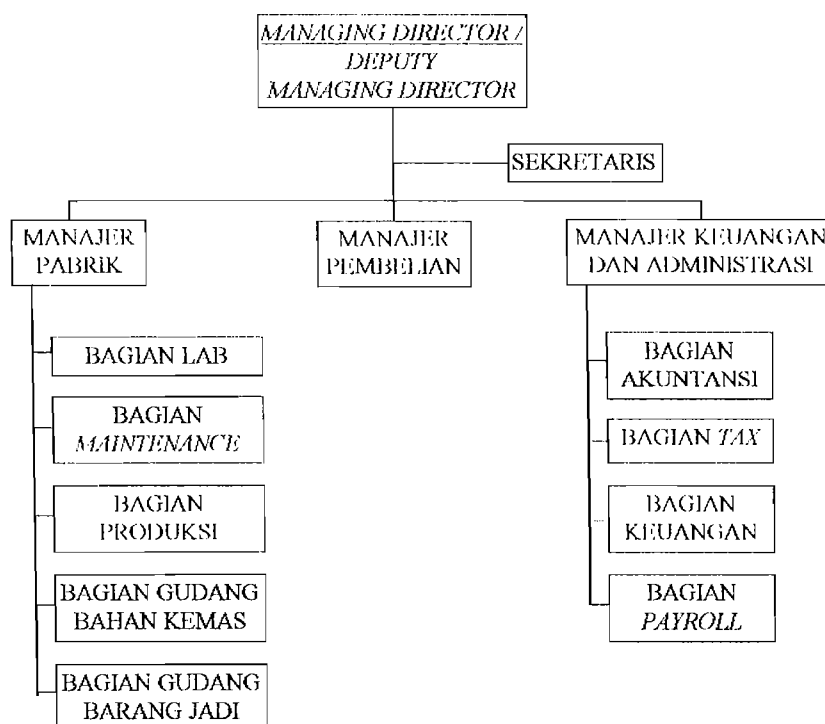 MANAGING DIRECTOR /
DEPUTY
MANAGING DIRECTOR
SEKRETARIS
MANAJER
PABRIK
MANAJER
PEMBELIAN
MANAJER KEUANGAN
DAN ADMINISTRASI
BAGIAN LAB
BAGIAN
MAINTENANCE
BAGIAN
PRODUKSI
BAGIAN GUDANG
BAHAN KEMAS
BAGIAN GUDANG
BARANG JADI
BAGIAN
AKUNTANSI
BAGIAN TAX
BAGIAN
KEUANGAN
BAGIAN
PAYROLL